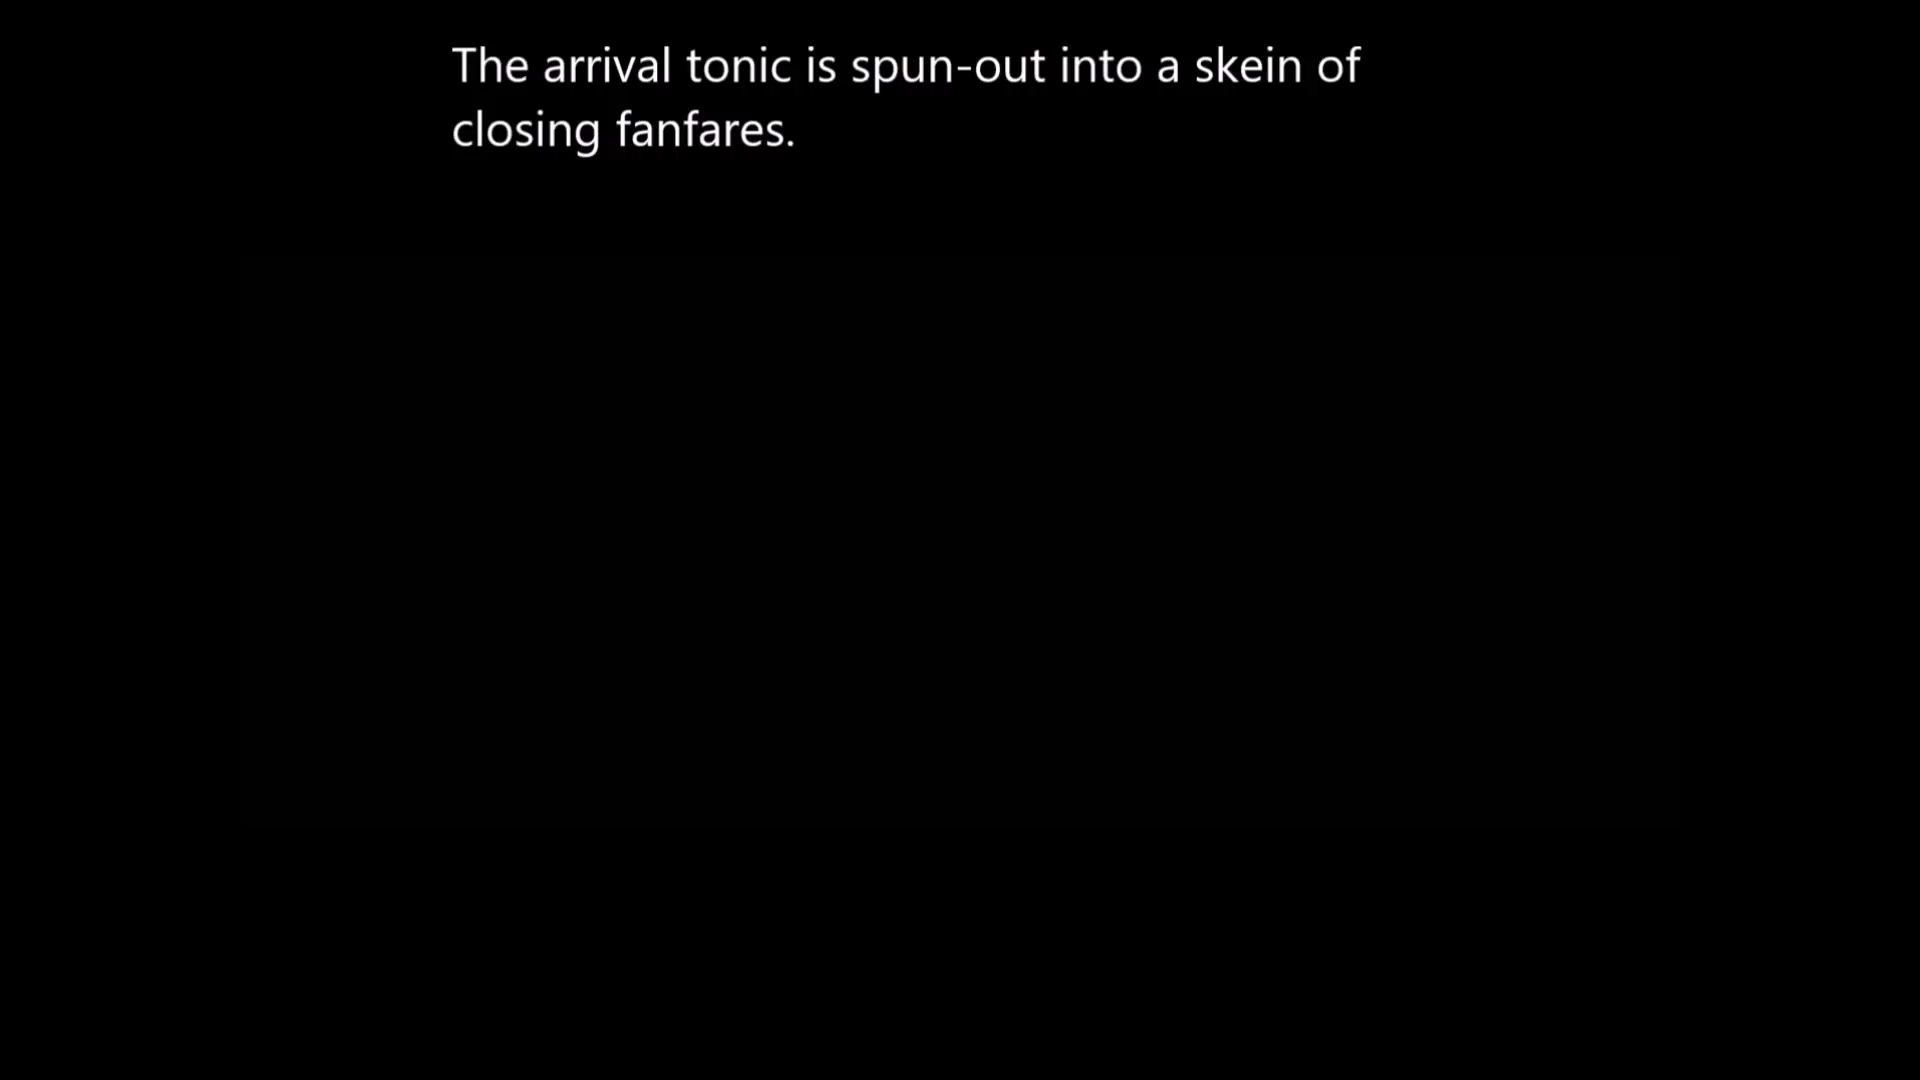 The arrival tonic is spun-out into a skein of
closing fanfares.